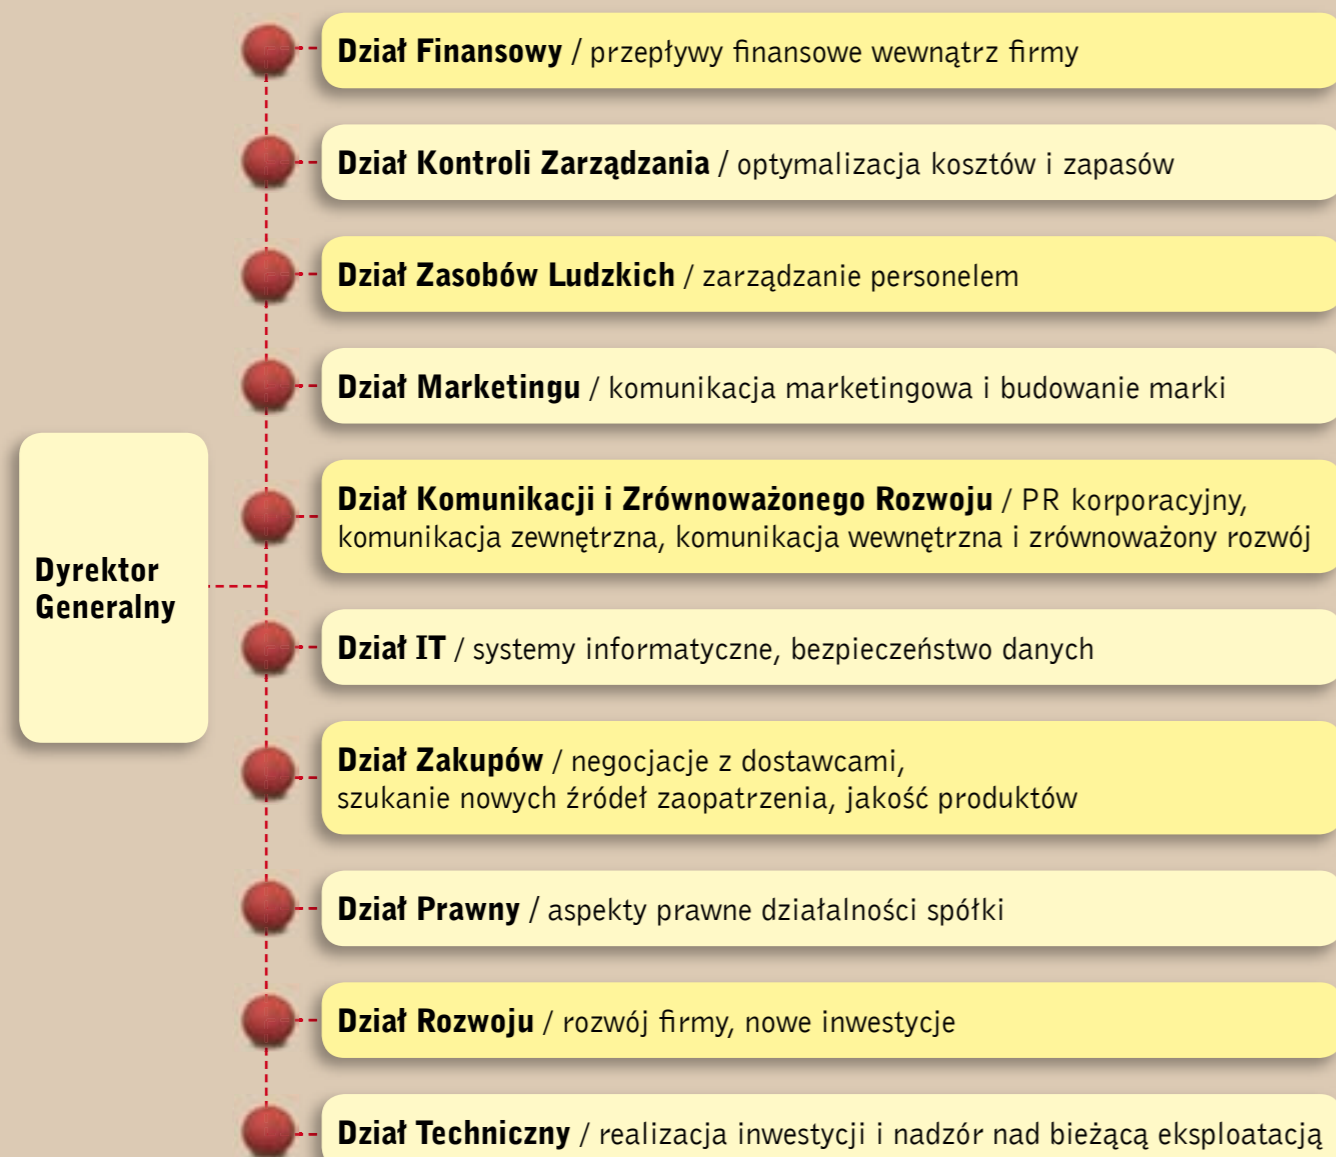 Dział Finansowy / przepływy finansowe wewnątrz firmy
Dział Kontroli Zarządzania / optymalizacja kosztów i zapasów
Dział Zasobów Ludzkich / zarządzanie personelem
Dział Marketingu / komunikacja marketingowa i budowanie marki
Dział Komunikacji i Zrównoważonego Rozwoju / PR korporacyjny,
komunikacja zewnętrzna, komunikacja wewnętrzna i zrównoważony rozwój
Dyrektor
Generalny
Dział IT / systemy informatyczne, bezpieczeństwo danych
Dział Zakupów / negocjacje z dostawcami,
szukanie nowych źródeł zaopatrzenia, jakość produktów
Dział Prawny / aspekty prawne działalności spółki
Dział Rozwoju / rozwój firmy, nowe inwestycje
Dział Techniczny / realizacja inwestycji i nadzór nad bieżącą eksploatacją